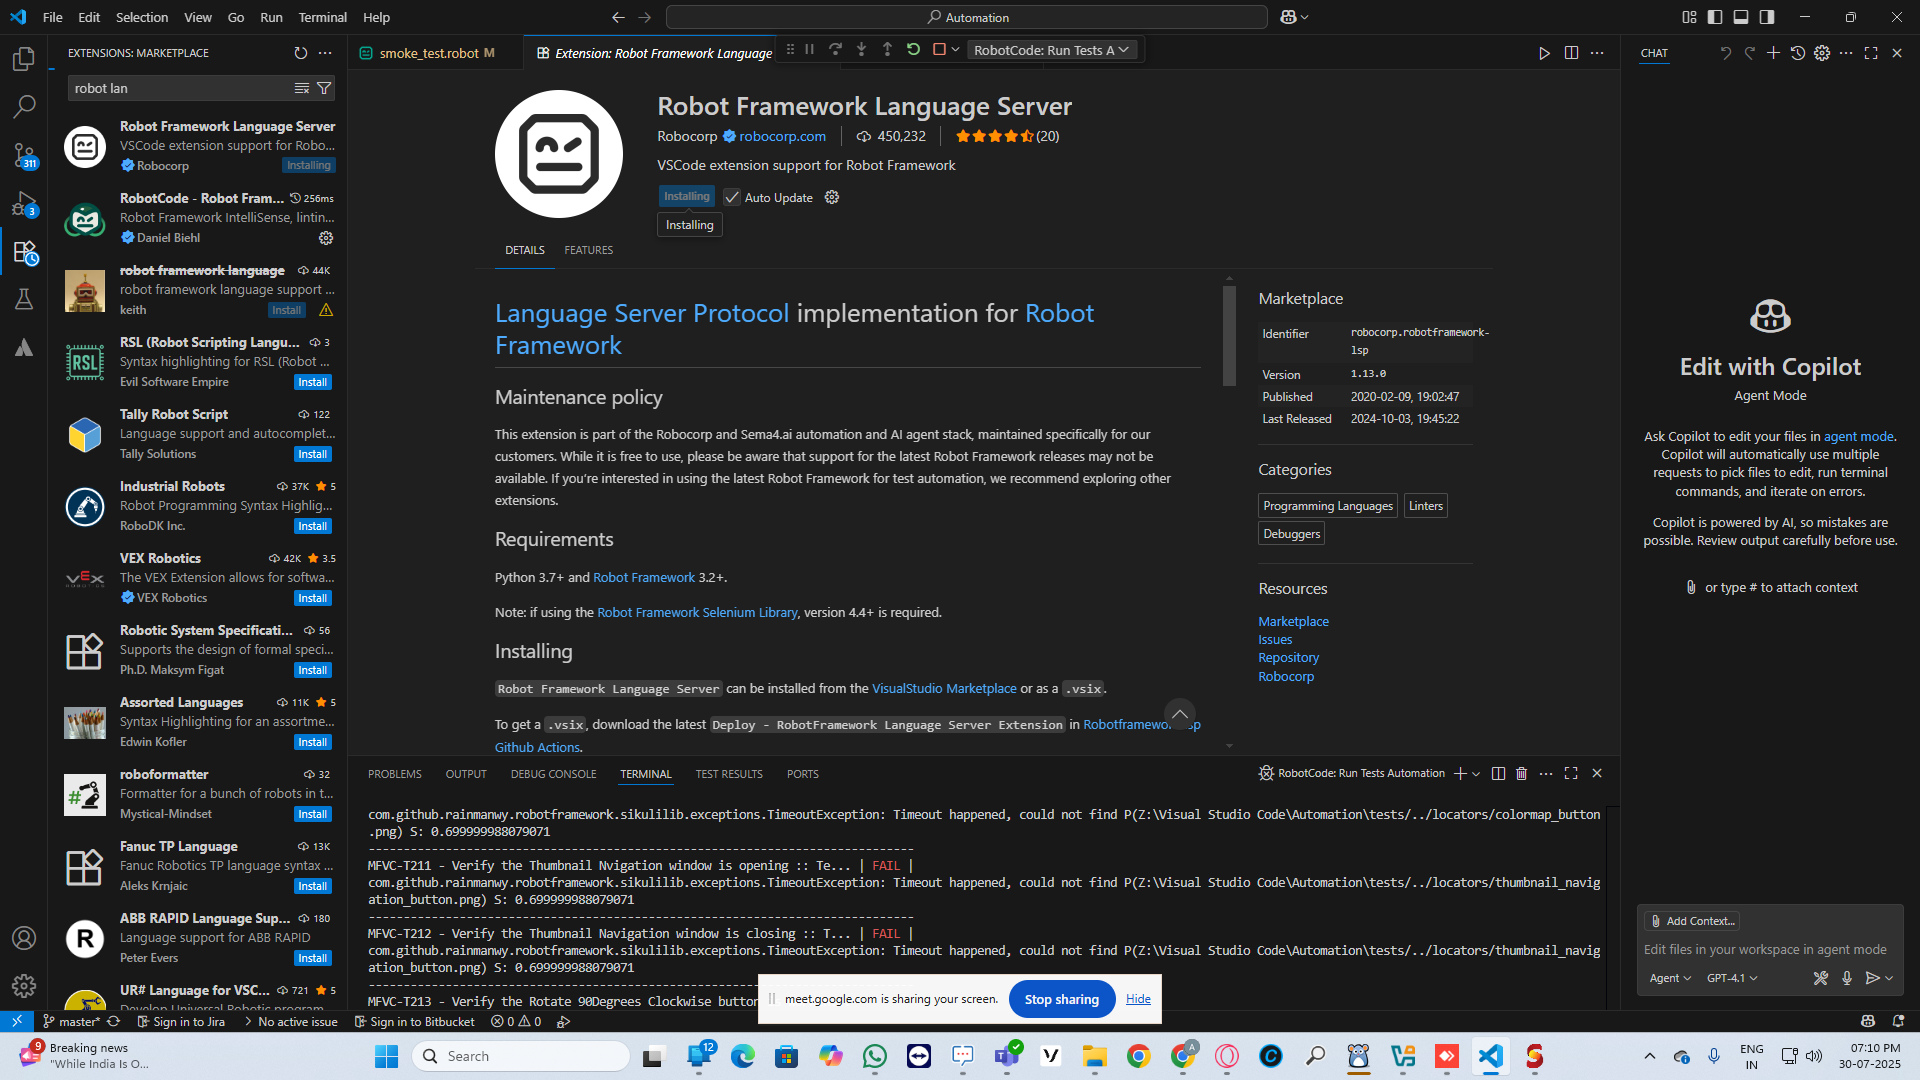 File Edit Selection View Go Run Terminal Help
Automation
EXTENSIONS: MARKETPLACE
smoke_test.robot M
Extension: Robot Framework Language
RobotCode: Run Tests A
CHAT
robot lan
Robot Framework Language Server
VSCode extension support for Robo...
Robocorp Installing
RobotCode - Robot Fram... 256ms
Robot Framework IntelliSense, lintin...
Daniel Biehl
robot framework language 44K
robot framework language support ...
keith Install
RSL (Robot Scripting Langu... 3
Syntax highlighting for RSL (Robot ...
Evil Software Empire Install
Tally Robot Script 122
Language support and autocomplet...
Tally Solutions Install
Industrial Robots 37K 5
Robot Programming Syntax Highlig...
RoboDK Inc. Install
VEX Robotics 42K 3.5
The VEX Extension allows for softwa...
VEX Robotics Install
Robotic System Specificati... 56
Supports the design of formal speci...
Ph.D. Maksym Figat Install
Assorted Languages 11K 5
Syntax Highlighting for an assortme...
Edwin Kofler Install
roboformatter 32
Formatter for a bunch of robots in t...
Mystical-Mindset Install
Fanuc TP Language 13K
Fanuc Robotics TP language syntax ...
Aleks Krnjaic Install
ABB RAPID Language Sup... 180
Language support for ABB RAPID
Peter Evers Install
UR# Language for VSC... 721 5
Develop Universal Robotic program
311
3
RSL
VEX
R
Robot Framework Language Server
Robocorp robocorp.com 450,232 (20)
VSCode extension support for Robot Framework
Installing Auto Update
Installing
DETAILS FEATURES
Language Server Protocol implementation for Robot
Framework
Maintenance policy
This extension is part of the Robocorp and Sema4.ai automation and AI agent stack, maintained specifically for our
customers. While it is free to use, please be aware that support for the latest Robot Framework releases may not be
available. If you're interested in using the latest Robot Framework for test automation, we recommend exploring other
extensions.
Requirements
Python 3.7+ and Robot Framework 3.2+.
Note: if using the Robot Framework Selenium Library, version 4.4+ is required.
Installing
Robot Framework Language Server can be installed from the VisualStudio Marketplace or as a .vsix.
To get a .vsix, download the latest Deploy - RobotFramework Language Server Extension in Robotframewo sp
Github Actions.
Marketplace
Identifier robocorp.robotframework-
lsp
Version 1.13.0
Published 2020-02-09, 19:02:47
Last Released 2024-10-03, 19:45:22
Categories
Programming Languages Linters
Debuggers
Resources
Marketplace
Issues
Repository
Robocorp
Edit with Copilot
Agent Mode
Ask Copilot to edit your files in agent mode.
Copilot will automatically use multiple
requests to pick files to edit, run terminal
commands, and iterate on errors.
Copilot is powered by AI, so mistakes are
possible. Review output carefully before use.
or type # to attach context
Add Context...
Edit files in your workspace in agent mode
Agent GPT-4.1
PROBLEMS OUTPUT DEBUG CONSOLE TERMINAL TEST RESULTS PORTS
RobotCode: Run Tests Automation
com.github.rainmanwy.robotframework.sikulilib.exceptions.TimeoutException: Timeout happened, could not find P(Z:\Visual Studio Code\Automation\tests/../locators/colormap_button
.png) S: 0.699999988079071
------------------------------------------------------------------------------
MFVC-T211 - Verify the Thumbnail Nvigation window is opening :: Te... | FAIL |
com.github.rainmanwy.robotframework.sikulilib.exceptions.TimeoutException: Timeout happened, could not find P(Z:\Visual Studio Code\Automation\tests/../locators/thumbnail_navig
ation_button.png) S: 0.699999988079071
------------------------------------------------------------------------------
MFVC-T212 - Verify the Thumbnail Navigation window is closing :: T... | FAIL |
com.github.rainmanwy.robotframework.sikulilib.exceptions.TimeoutException: Timeout happened, could not find P(Z:\Visual Studio Code\Automation\tests/../locators/thumbnail_navig
ation_button.png) S: 0.699999988079071
------------------------------------------------------------------------------
MFVC-T213 - Verify the Rotate 90Degrees Clockwise button
meet.google.com is sharing your screen. Stop sharing Hide
master* Sign in to Jira No active issue Sign in to Bitbucket 0 0
9 Breaking news
"While India Is O...
Search
12
A
ENG
IN
07:10 PM
30-07-2025